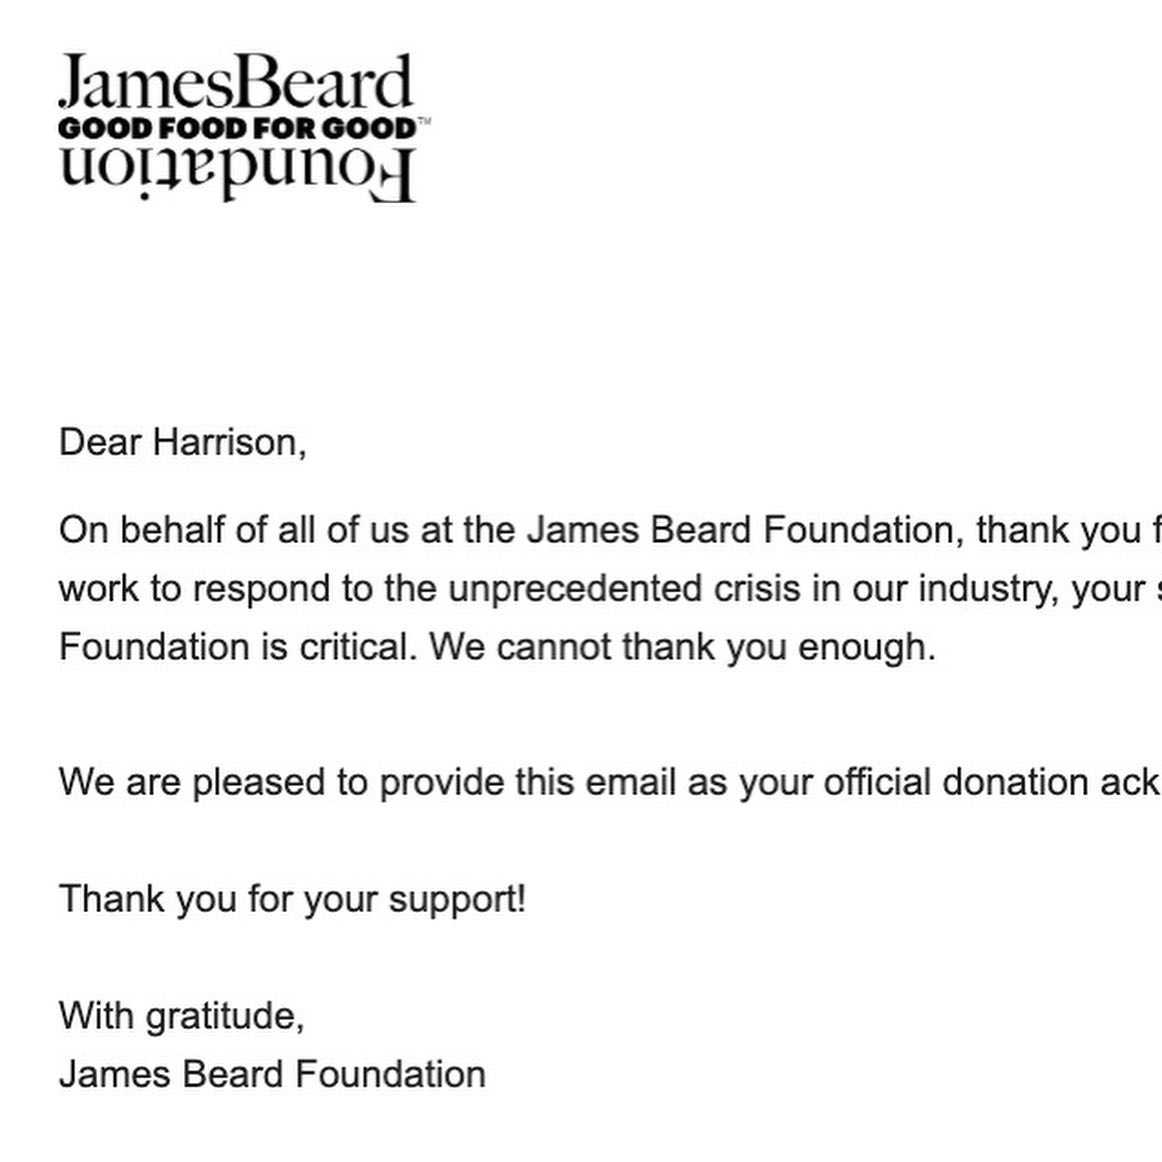 JamesBeard
GOOD FOOD FOR GOOD™
Foundation
Dear Harrison,
On behalf of all of us at the James Beard Foundation, thank you f
work to respond to the unprecedented crisis in our industry, your
Foundation is critical. We cannot thank you enough.
We are pleased to provide this email as your official donation ack
Thank you for your support!
With gratitude,
James Beard Foundation